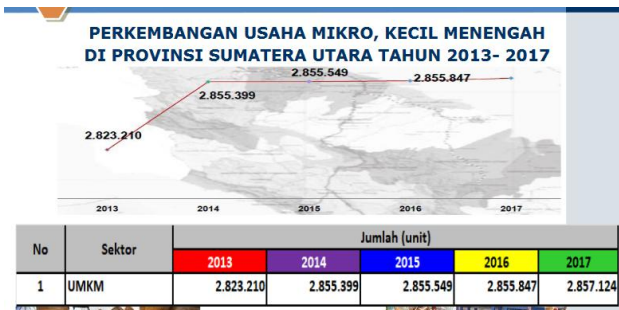 PERKEMBANGAN USAHA MIKRO, KECIL MENENGAH
DI PROVINSI SUMATERA UTARA TAHUN 2013- 2017
2.855.549
2.855.847
2.855.399
2.823.210
2013 2014 2015 2016 2017
No Sektor Jumlah (unit)
2013 2014 2015 2016 2017
1 UMKM 2.823.210 2.855.399 2.855.549 2.855.847 2.857.124